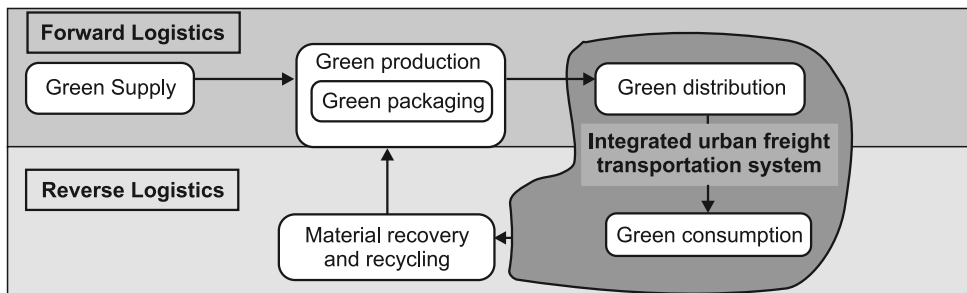 Forward Logistics
Green Supply
Green production
Green packaging
Green distribution
Integrated urban freight
transportation system
Reverse Logistics
Material recovery
and recycling
Green consumption